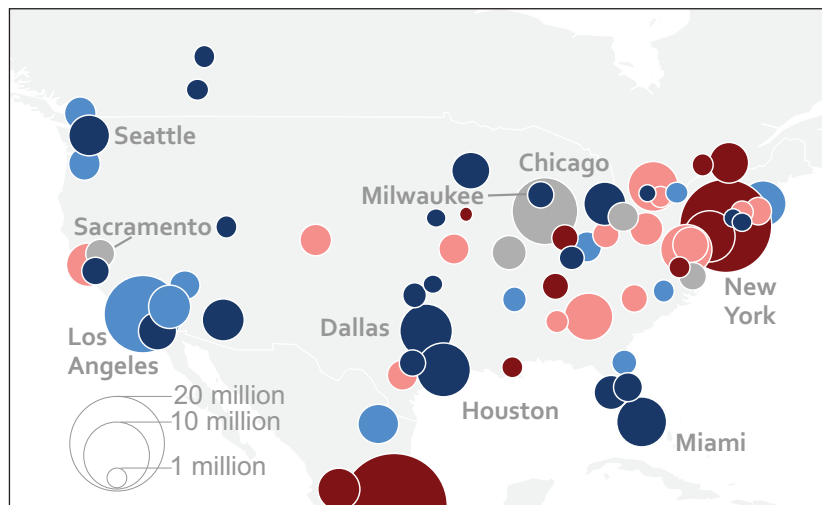 Seattle
Chicago
Milwaukee
Sacramento
Los
Angeles
Dallas
Houston
New
York
Miami
20 million
10 million
1 million